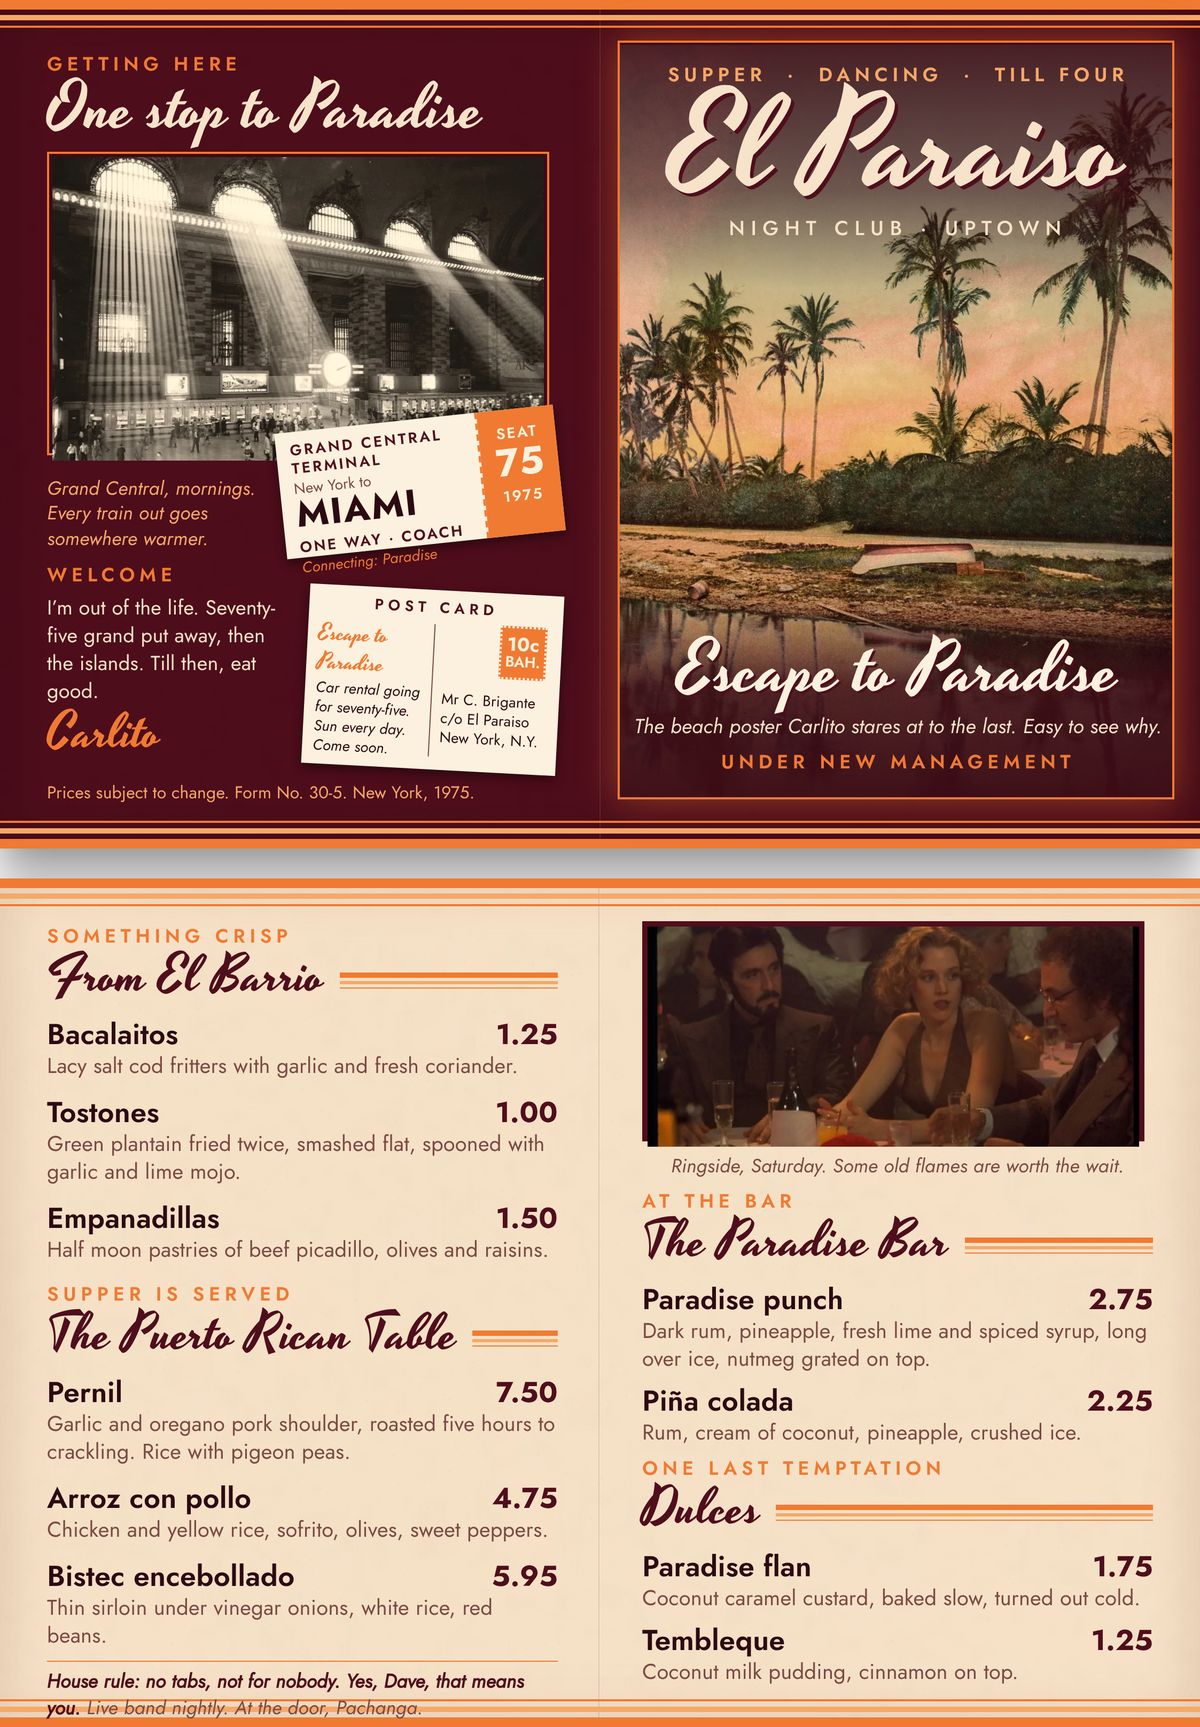 GETTING HERE
One stop to Paradise
GRAND CENTRAL
TERMINAL
New York to
MIAMI
ONE WAY · COACH
Connecting: Paradise
SEAT
75
1975
Grand Central, mornings.
Every train out goes
somewhere warmer.
WELCOME
I'm out of the life. Seventy-
five grand put away, then
the islands. Till then, eat
good.
Carlito
POST CARD
Escape to
Paradise
Car rental going
for seventy-five.
Sun every day.
Come soon.
10c
BAH.
Mr C. Brigante
c/o El Paraiso
New York, N.Y.
Prices subject to change. Form No. 30-5. New York, 1975.
SUPPER · DANCING · TILL FOUR
El Paraiso
NIGHT CLUB · UPTOWN
Escape to Paradise
The beach poster Carlito stares at to the last. Easy to see why.
UNDER NEW MANAGEMENT
SOMETHING CRISP
From El Barrio
Bacalaitos 1.25
Lacy salt cod fritters with garlic and fresh coriander.
Tostones 1.00
Green plantain fried twice, smashed flat, spooned with
garlic and lime mojo.
Empanadillas 1.50
Half moon pastries of beef picadillo, olives and raisins.
SUPPER IS SERVED
The Puerto Rican Table
Pernil 7.50
Garlic and oregano pork shoulder, roasted five hours to
crackling. Rice with pigeon peas.
Arroz con pollo 4.75
Chicken and yellow rice, sofrito, olives, sweet peppers.
Bistec encebollado 5.95
Thin sirloin under vinegar onions, white rice, red
beans.
House rule: no tabs, not for nobody. Yes, Dave, that means
you. Live band nightly. At the door, Pachanga.
Ringside, Saturday. Some old flames are worth the wait.
AT THE BAR
The Paradise Bar
Paradise punch 2.75
Dark rum, pineapple, fresh lime and spiced syrup, long
over ice, nutmeg grated on top.
Piña colada 2.25
Rum, cream of coconut, pineapple, crushed ice.
ONE LAST TEMPTATION
Dulces
Paradise flan 1.75
Coconut caramel custard, baked slow, turned out cold.
Tembleque 1.25
Coconut milk pudding, cinnamon on top.